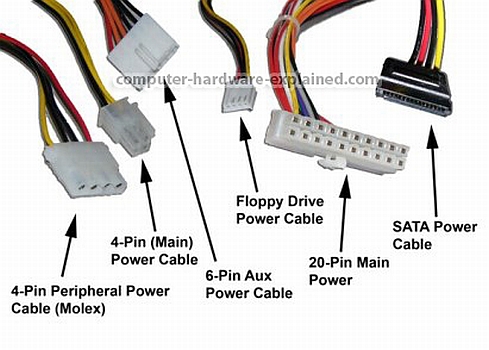 computer-hardware-explained.com
Floppy Drive
Power Cable
SATA Power
Cable
4-Pin (Main)
Power Cable
20-Pin Main
Power
6-Pin Aux
Power Cable
4-Pin Peripheral Power
Cable (Molex)